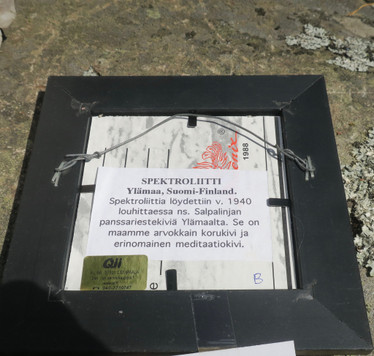 SPEKTROLIITTI
Ylämaa, Suomi-Finland.
Spektroliittia löydettiin v. 1940
louhittaessa ns. Salpalinjan
panssariestekiviä Ylämaalta. Se on
maamme arvokkain korukivi ja
erinomainen meditaatiokivi.
1988
Qii
B